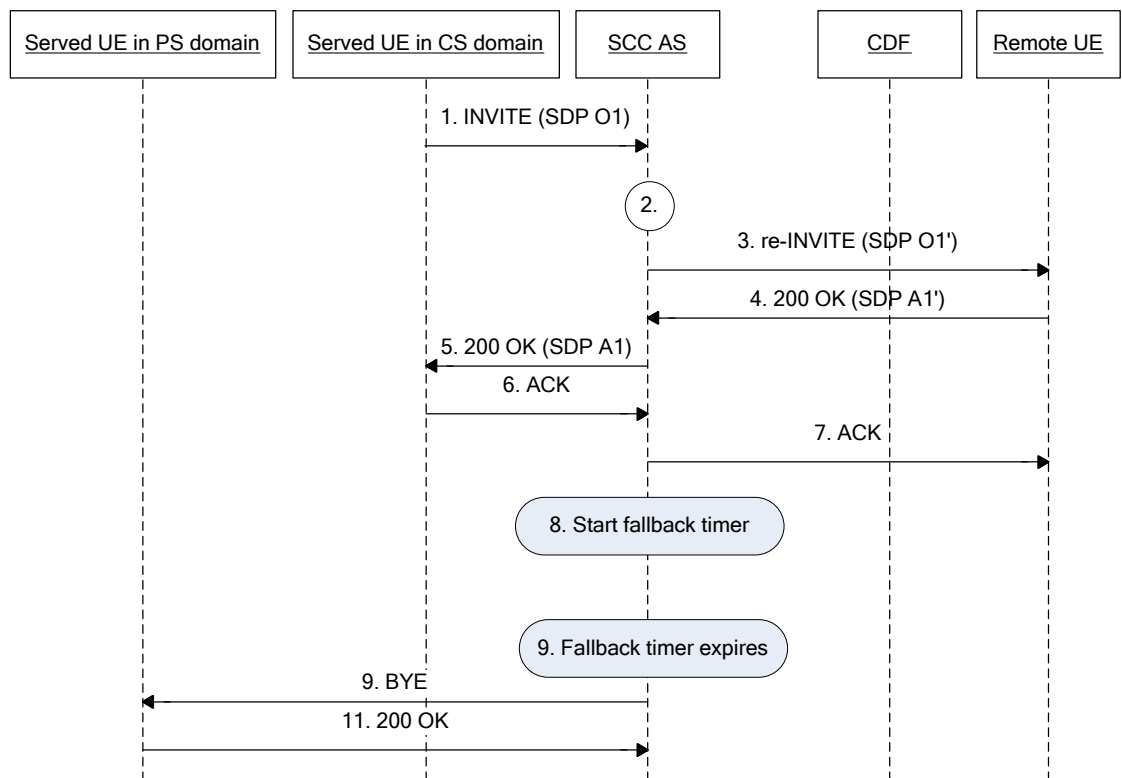 Served UE in PS domain
Served UE in CS domain
SCC AS
CDF
Remote UE
1. INVITE (SDP O1)
2.
3. re-INVITE (SDP O1')
4. 200 OK (SDP A1')
5. 200 OK (SDP A1)
6. ACK
7. ACK
8. Start fallback timer
9. Fallback timer expires
9. BYE
11. 200 OK